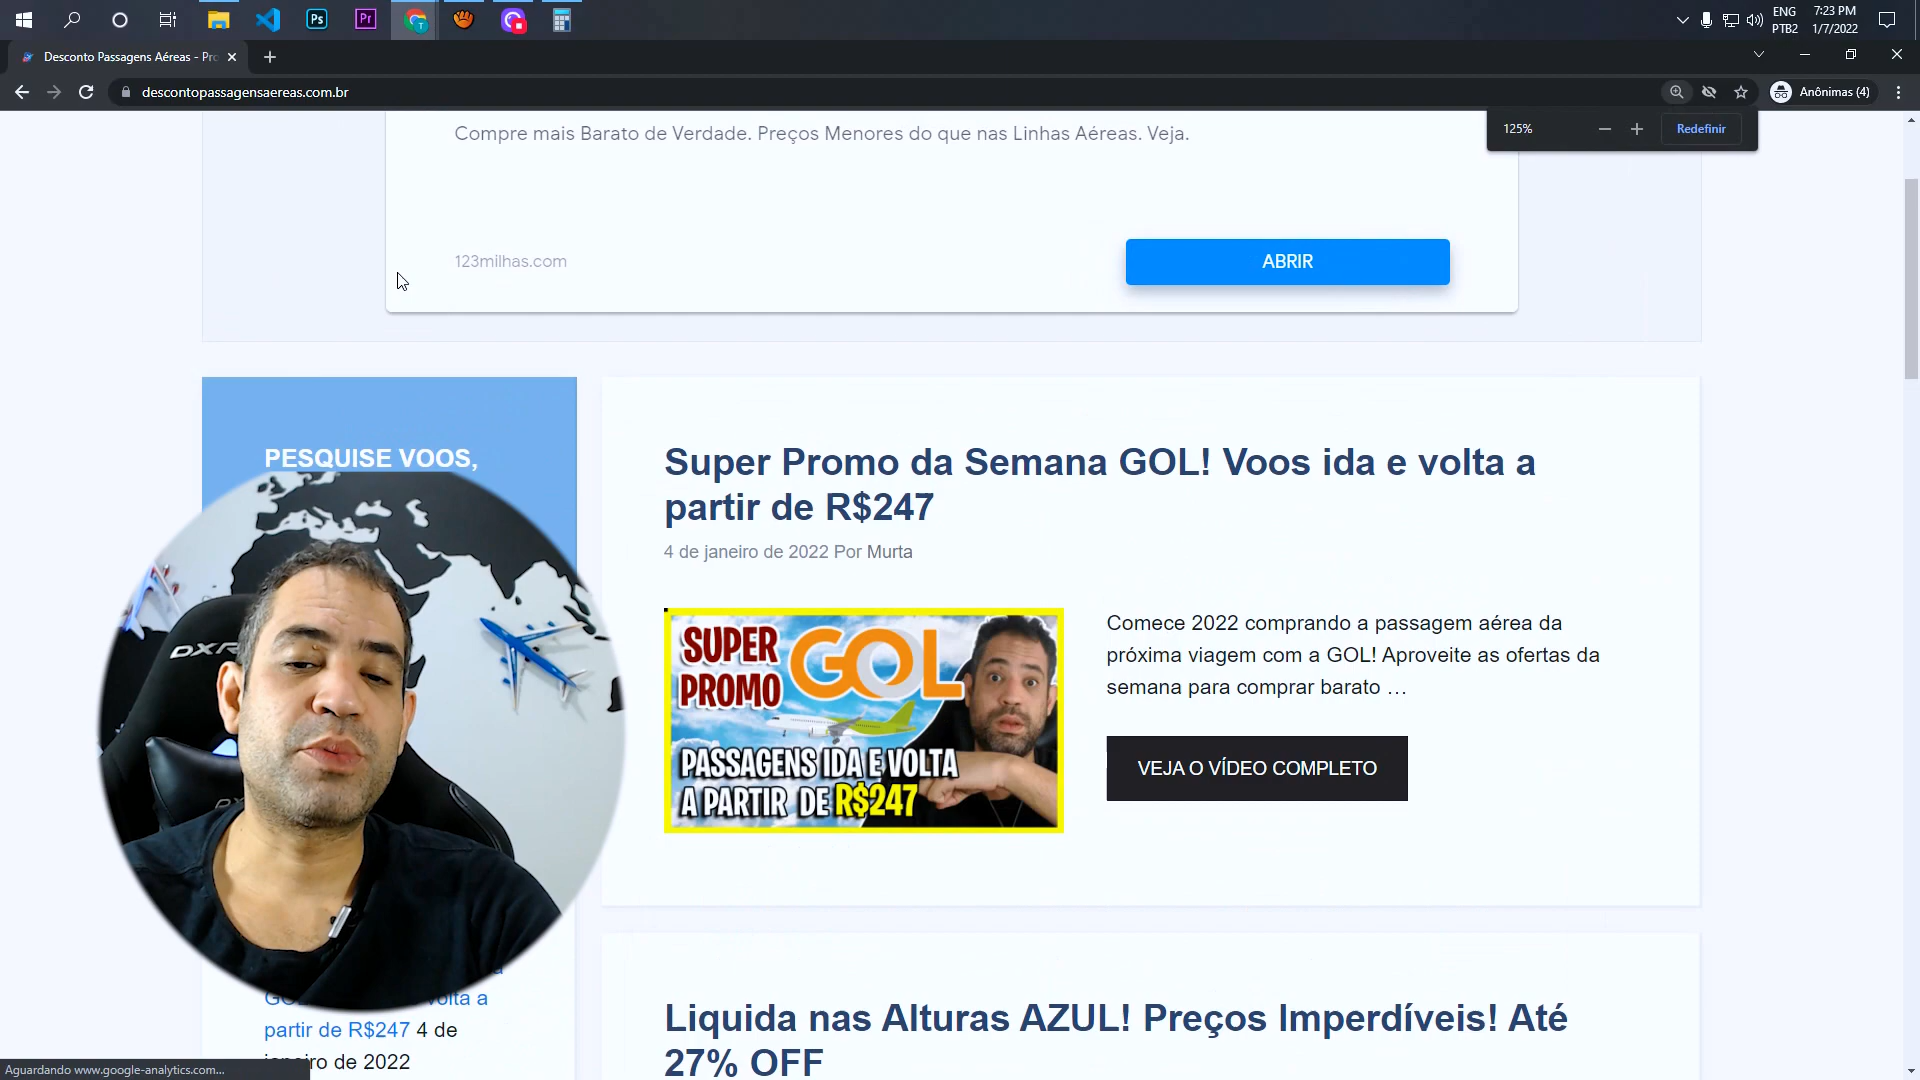 Ps
Pr
ENG
7:23 PM
PTB2
1/7/2022
Desconto Passagens Aéreas - Pro
descontopassagensaereas.com.br
Anônimas (4)
125%
Redefinir
Compre mais Barato de Verdade. Preços Menores do que nas Linhas Aéreas. Veja.
123milhas.com
ABRIR
PESQUISE VOOS,
Super Promo da Semana GOL! Voos ida e volta a
partir de R$247
4 de janeiro de 2022 Por Murta
SUPER
PROMO
GOL
PASSAGENS IDA E VOLTA
A PARTIR DE R$247
Comece 2022 comprando a passagem aérea da
próxima viagem com a GOL! Aproveite as ofertas da
semana para comprar barato …
VEJA O VÍDEO COMPLETO
DXR
volta a
partir de R$247 4 de
janeiro de 2022
Liquida nas Alturas AZUL! Preços Imperdíveis! Até
27% OFF
Aguardando www.google-analytics.com...